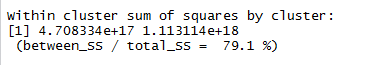 Within cluster sum of squares by cluster:
[1] 4.708334e+17 1.113114e+18
(between_SS / total_SS =  79.1 %)